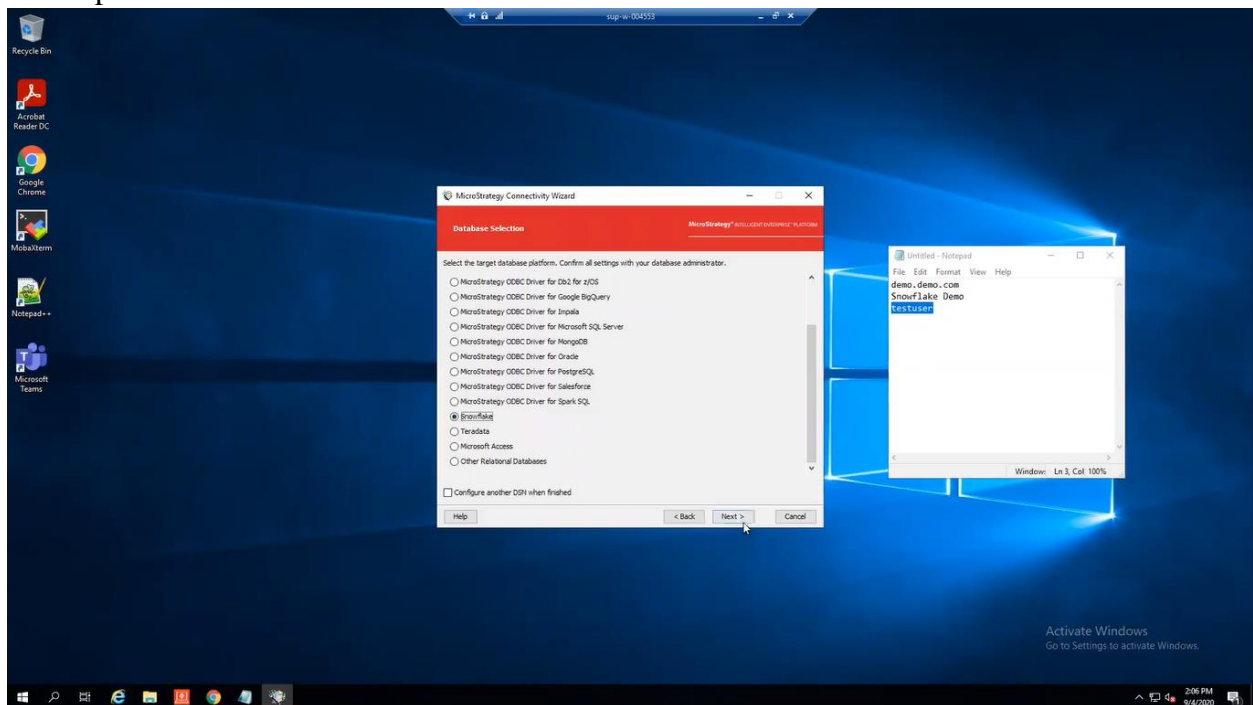 sup-w-004553
Recycle Bin
Acrobat
Reader DC
Google
Chrome
MobaXterm
Notepad++
Microsoft
Teams
MicroStrategy Connectivity Wizard
Database Selection
MicroStrategy® INTELLIGENT ENTERPRISE™ PLATFORM
Select the target database platform. Confirm all settings with your database administrator.
MicroStrategy ODBC Driver for Db2 for z/OS
MicroStrategy ODBC Driver for Google BigQuery
MicroStrategy ODBC Driver for Impala
MicroStrategy ODBC Driver for Microsoft SQL Server
MicroStrategy ODBC Driver for MongoDB
MicroStrategy ODBC Driver for Oracle
MicroStrategy ODBC Driver for PostgreSQL
MicroStrategy ODBC Driver for Salesforce
MicroStrategy ODBC Driver for Spark SQL
Snowflake
Teradata
Microsoft Access
Other Relational Databases
Configure another DSN when finished
Help < Back Next > Cancel
Untitled - Notepad
File Edit Format View Help
demo.demo.com
Snowflake Demo
testuser
Window: Ln 3, Col 100%
Activate Windows
Go to Settings to activate Windows.
2:06 PM
9/4/2020